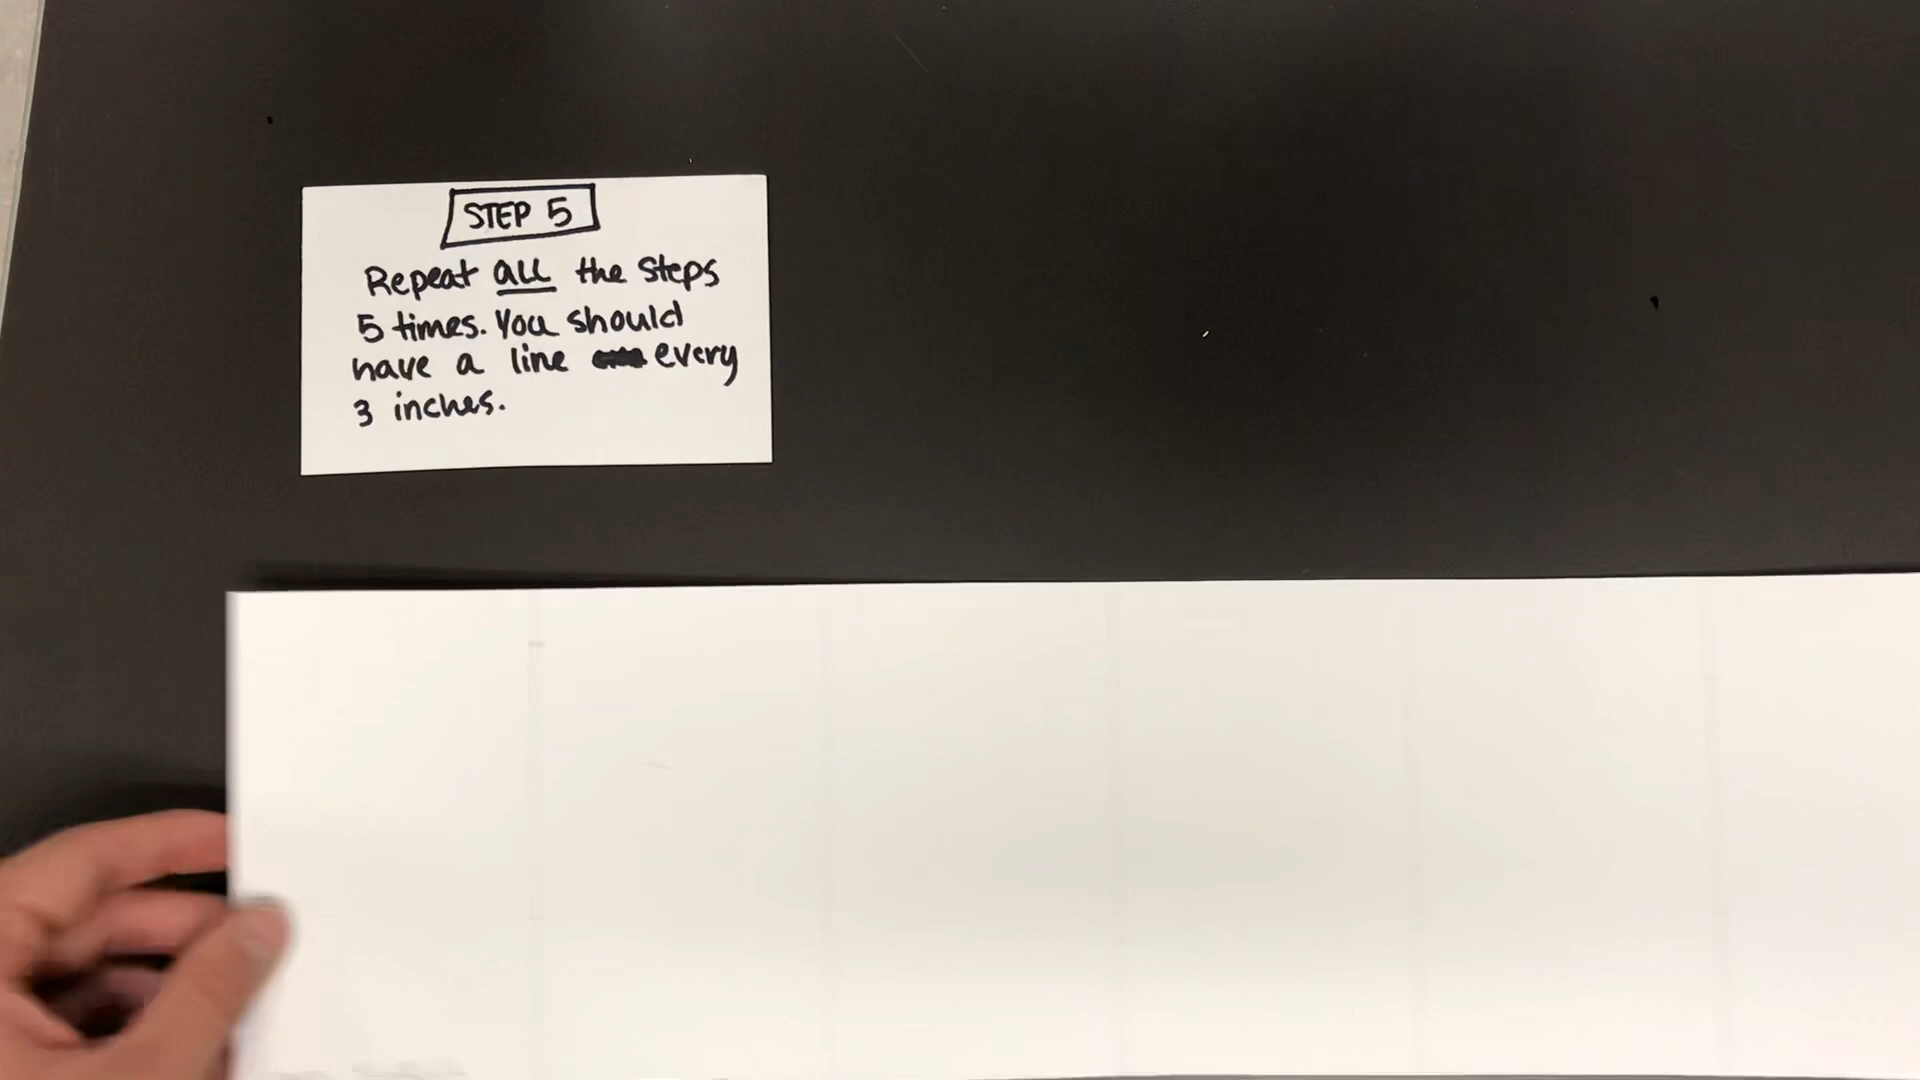 STEP 5
Repeat all the steps
5 times. You should
have a line every
3 inches.